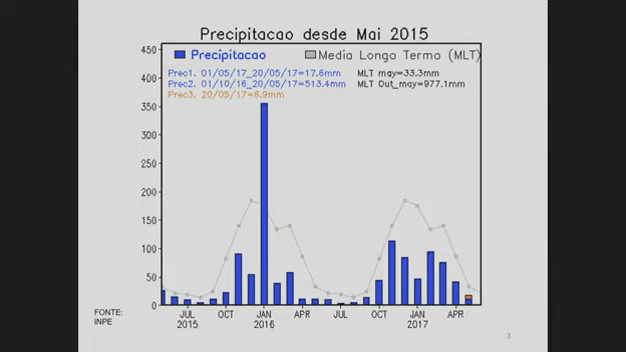 Precipitacao desde Mai 2015
Precipitacao
Media Longo Termo (MLT)
Prec1. 01/05/17_20/05/17=17.6mm MLT may=33.3mm
Prec2. 01/10/16_20/05/17=513.4mm MLT Out_may=977.1mm
Prec3. 20/05/17=6.9mm
450
400
350
300
250
200
150
100
50
0
JUL OCT JAN APR JUL OCT JAN APR
2015 2016 2017
FONTE:
INPE
3